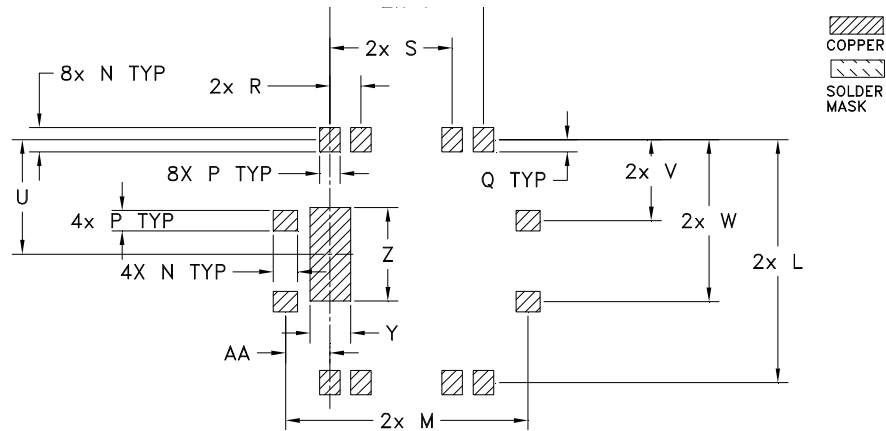 2x S
COPPER
8x N TYP
2x R
SOLDER
MASK
8X P TYP
Q TYP
2x V
U
4x P TYP
2x W
Z
2x L
4X N TYP
Y
AA
2x M